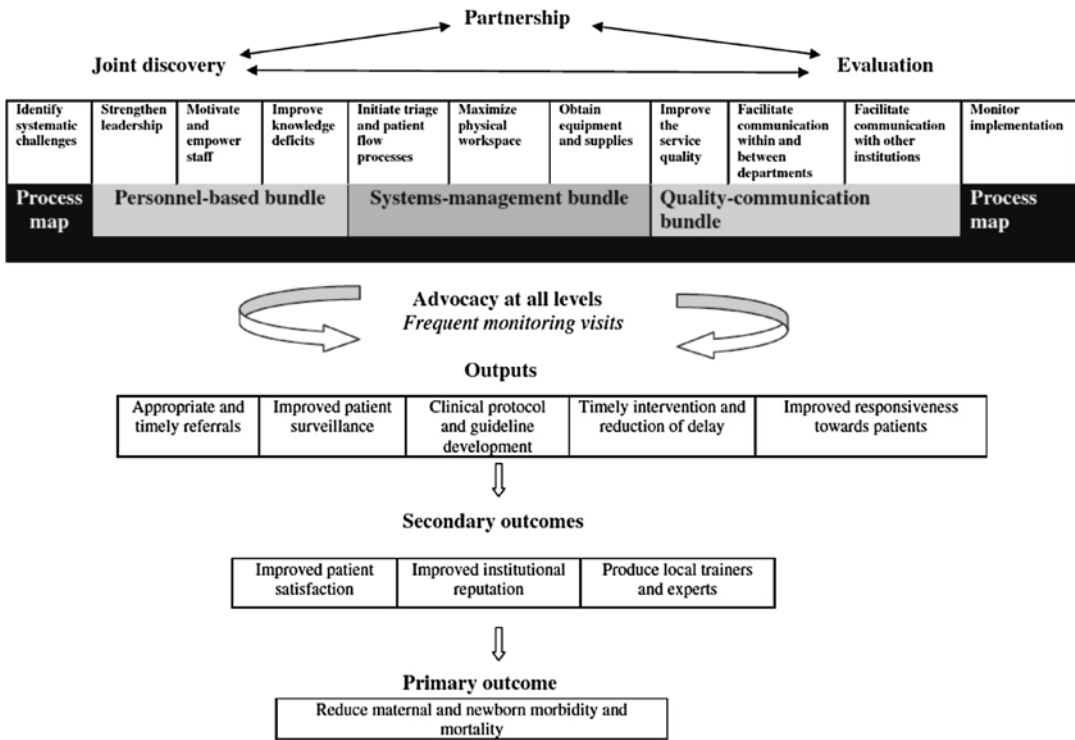 Partnership
Joint discovery
Evaluation
Identify
systematic
challenges
Strengthen
leadership
Motivate
and
empower
staff
Improve
knowledge
deficits
Initiate triage
and patient
flow
processes
Maximize
physical
workspace
Obtain
equipment
and supplies
Improve
the
service
quality
Facilitate
communication
within and
between
departments
Facilitate
communication
with other
institutions
Monitor
implementation
Process
map
Personnel-based bundle
Systems-management bundle
Quality-communication
bundle
Process
map
Advocacy at all levels
Frequent monitoring visits
Outputs
Appropriate and
timely referrals
Improved patient
surveillance
Clinical protocol
and guideline
development
Timely intervention and
reduction of delay
Improved responsiveness
towards patients
Secondary outcomes
Improved patient
satisfaction
Improved institutional
reputation
Produce local trainers
and experts
Primary outcome
Reduce maternal and newborn morbidity and
mortality